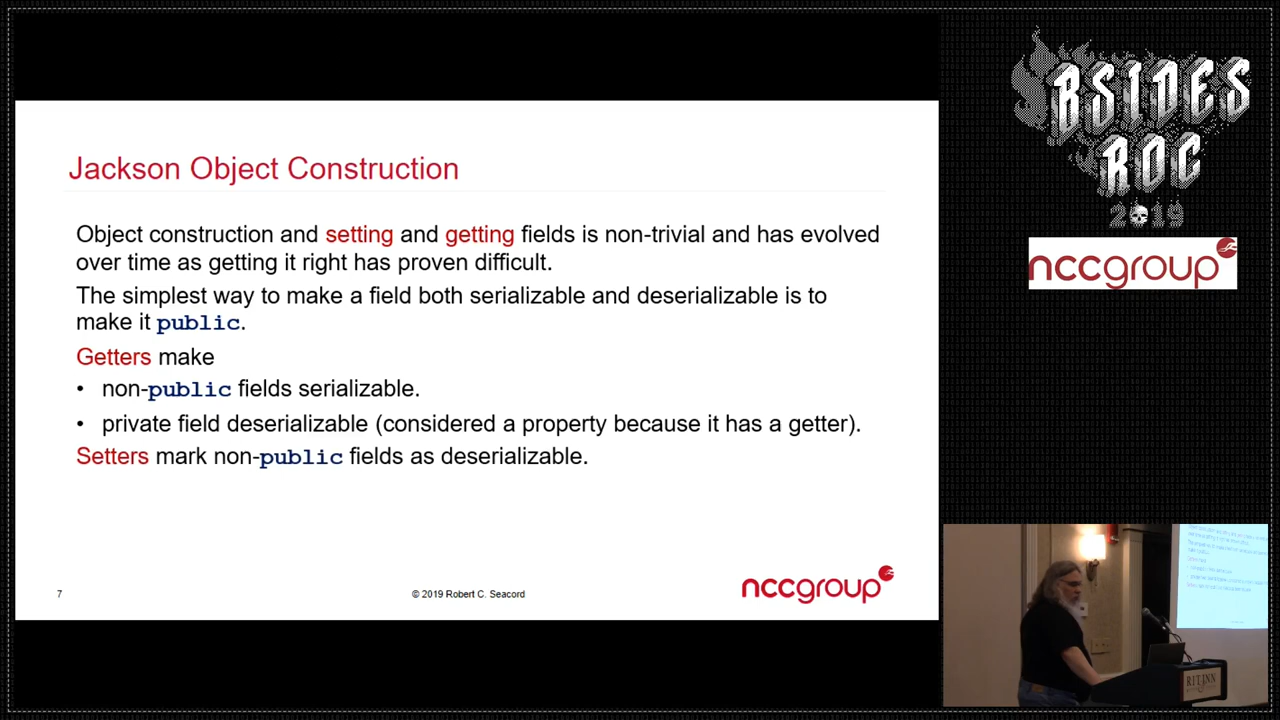 Jackson Object Construction
Object construction and setting and getting fields is non-trivial and has evolved
over time as getting it right has proven difficult.
The simplest way to make a field both serializable and deserializable is to
make it public.
Getters make
• non-public fields serializable.
• private field deserializable (considered a property because it has a getter).
Setters mark non-public fields as deserializable.
7
© 2019 Robert C. Seacord
nccgroup
BSIDES
ROC
2019
nccgroup
RIT INN